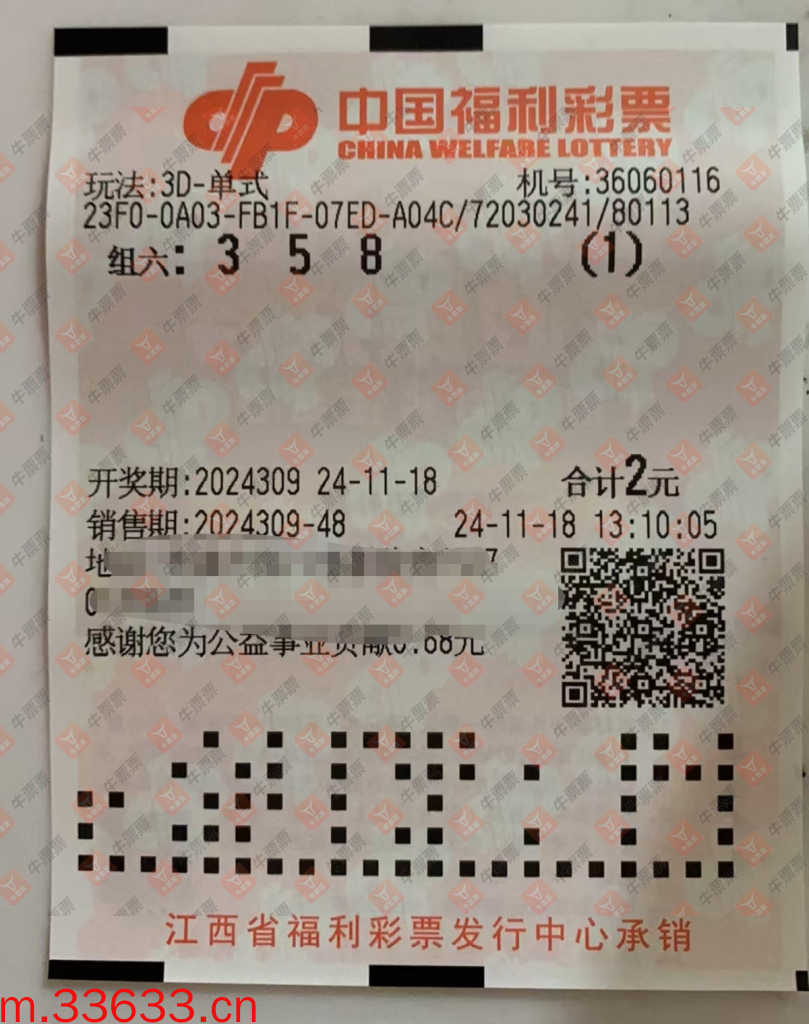 中国福利彩票
CHINA WELFARE LOTTERY
玩法:3D-单式 机号:36060116
23F0-0A03-FB1F-07ED-A04C/72030241/80113
组六: 3 5 8 (1)
开奖期:2024309 24-11-18 合计2元
销售期:2024309-48 24-11-18 13:10:05
地
感谢您为公益事业贡献0.68元
江西省福利彩票发行中心承销
m.33633.cn
牛票票